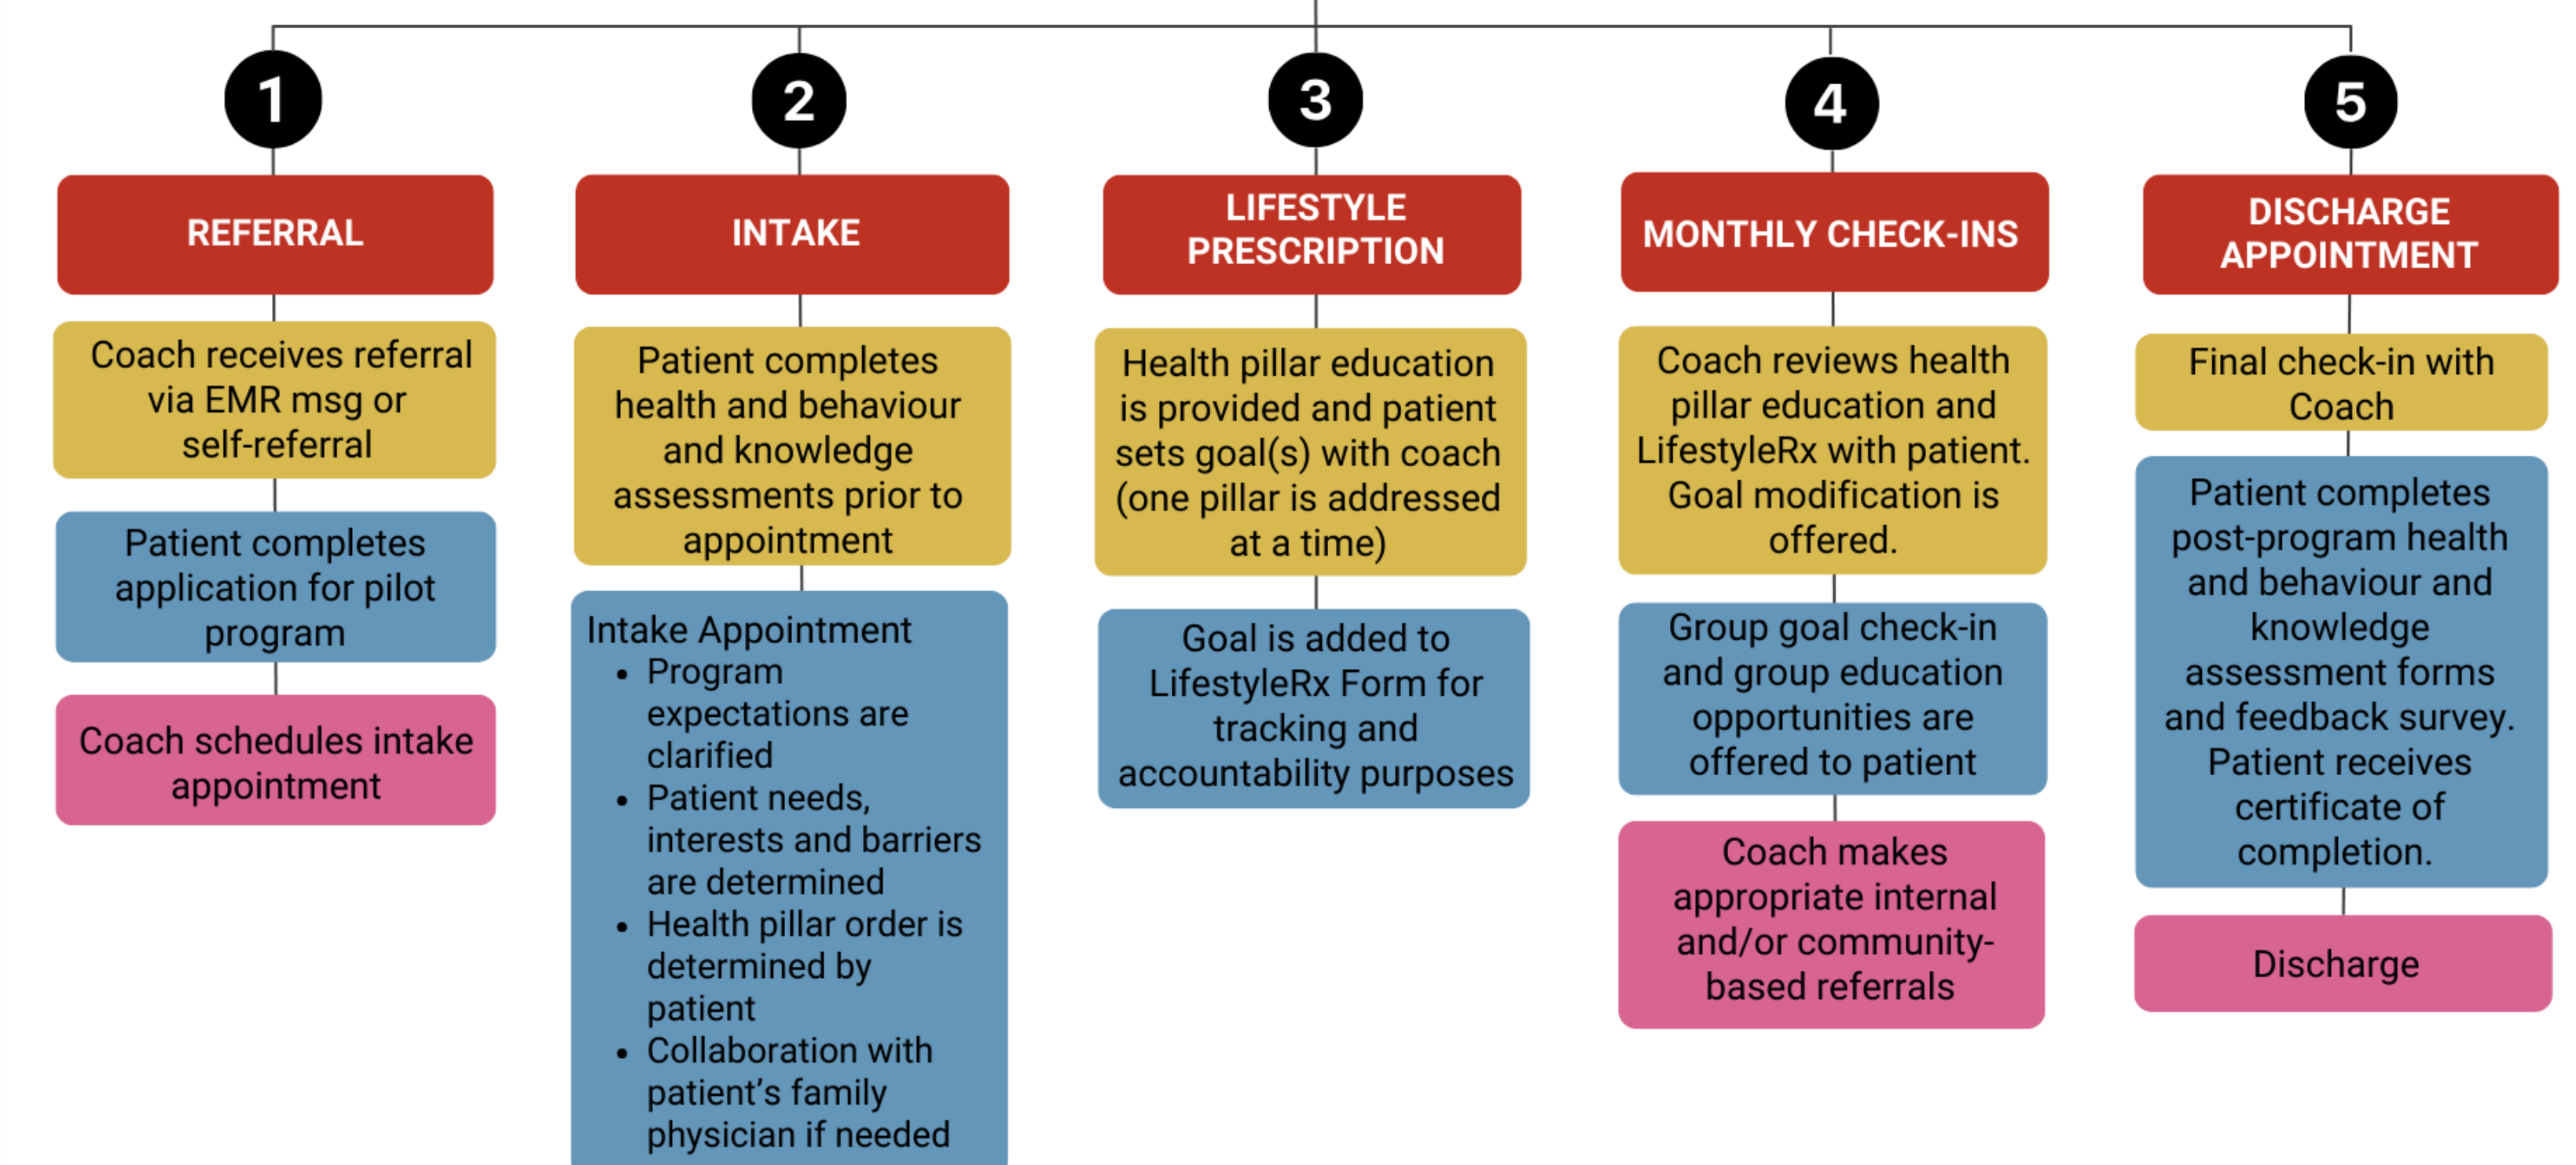 1
REFERRAL
Coach receives referral
via EMR msg or
self-referral
Patient completes
application for pilot
program
Coach schedules intake
appointment
2
INTAKE
Patient completes
health and behaviour
and knowledge
assessments prior to
appointment
Intake Appointment
• Program
expectations are
clarified
• Patient needs,
interests and barriers
are determined
• Health pillar order is
determined by
patient
• Collaboration with
patient’s family
physician if needed
3
LIFESTYLE
PRESCRIPTION
Health pillar education
is provided and patient
sets goal(s) with coach
(one pillar is addressed
at a time)
Goal is added to
LifestyleRx Form for
tracking and
accountability purposes
4
MONTHLY CHECK-INS
Coach reviews health
pillar education and
LifestyleRx with patient.
Goal modification is
offered.
Group goal check-in
and group education
opportunities are
offered to patient
Coach makes
appropriate internal
and/or community-
based referrals
5
DISCHARGE
APPOINTMENT
Final check-in with
Coach
Patient completes
post-program health
and behaviour and
knowledge
assessment forms
and feedback survey.
Patient receives
certificate of
completion.
Discharge